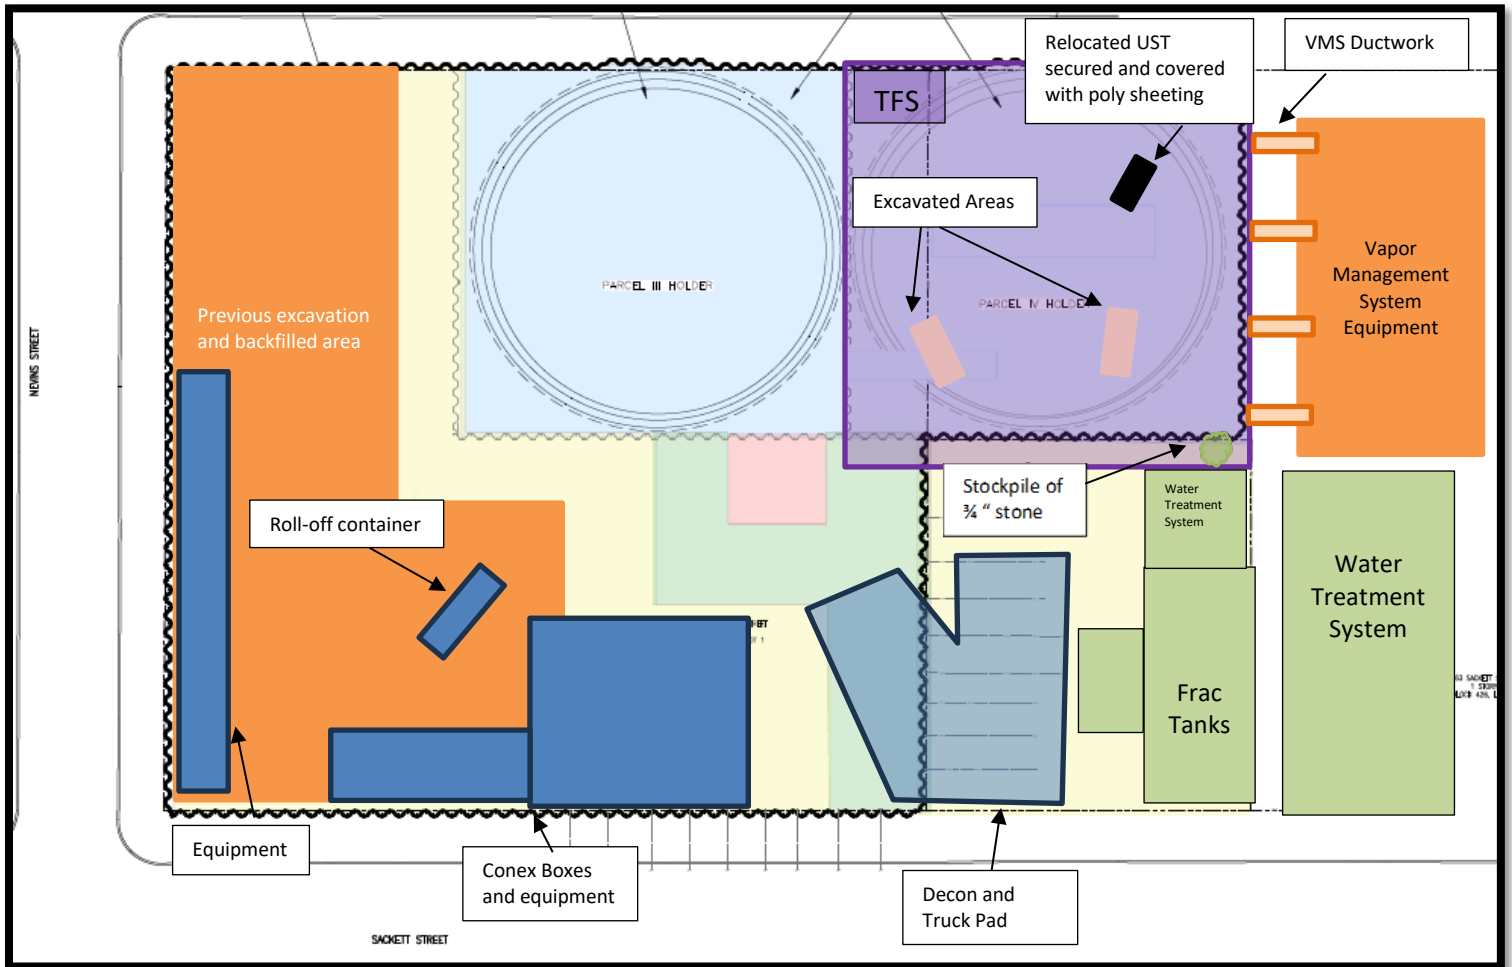 Relocated UST
secured and covered
with poly sheeting
VMS Ductwork
TFS
Excavated Areas
Vapor
Management
System
Equipment
PARCEL III HOLDER
PARCEL IV HOLDER
Previous excavation
and backfilled area
NEVINS STREET
Stockpile of
¾ “ stone
Water
Treatment
System
Roll-off container
Water
Treatment
System
Frac
Tanks
Equipment
Conex Boxes
and equipment
Decon and
Truck Pad
SACKETT STREET